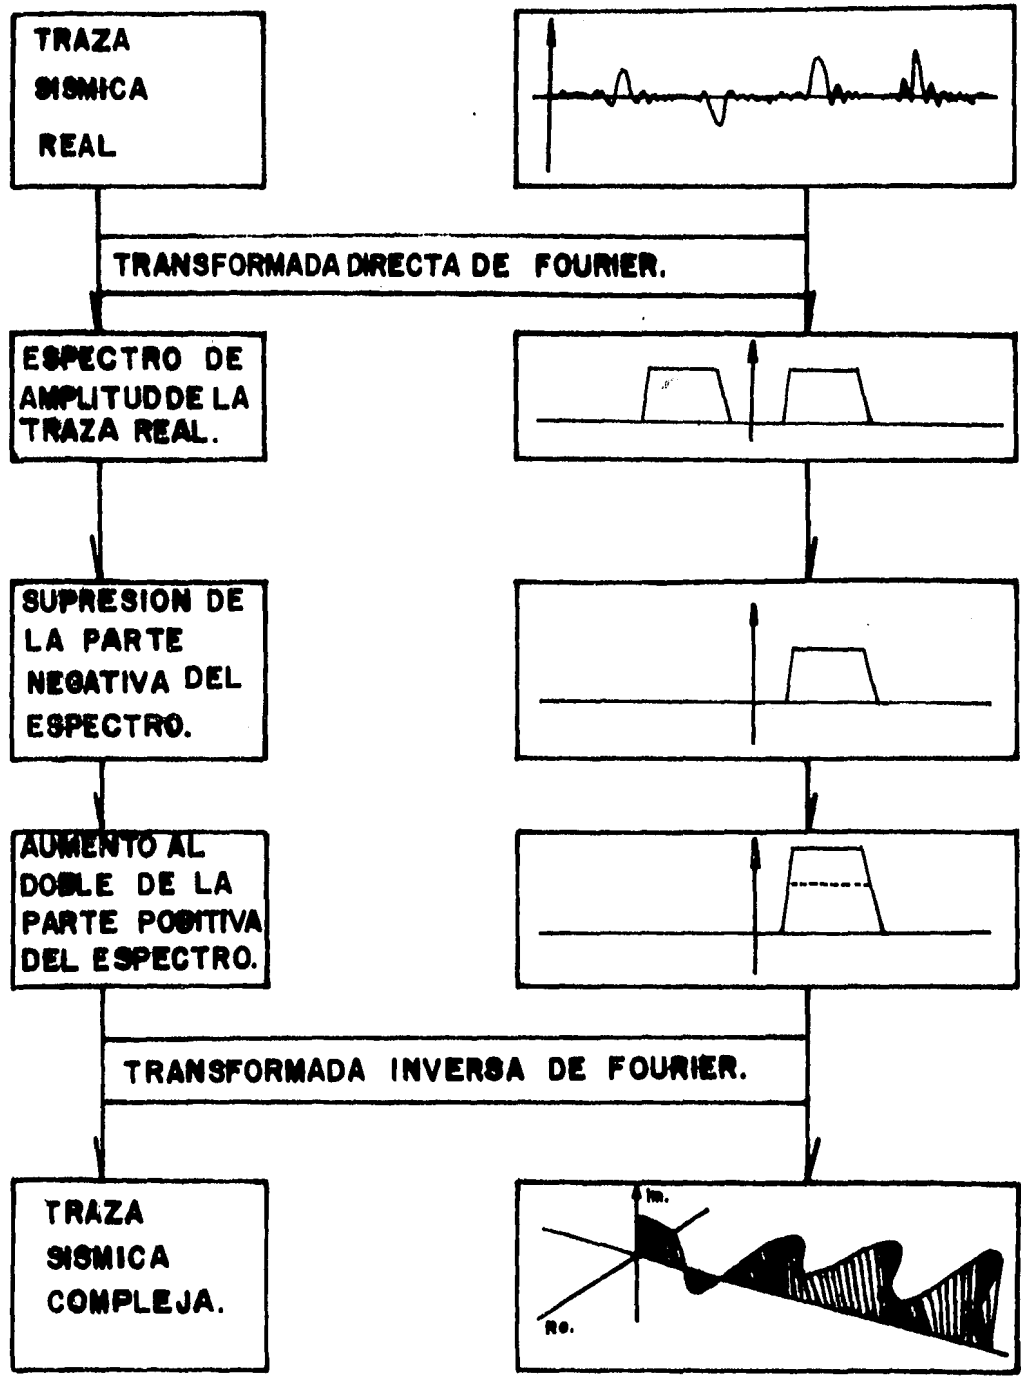 TRAZA
SISMICA
REAL
TRANSFORMADA DIRECTA DE FOURIER.
ESPECTRO DE
AMPLITUD DE LA
TRAZA REAL.
SUPRESION DE
LA PARTE
NEGATIVA DEL
ESPECTRO.
AUMENTO AL
DOBLE DE LA
PARTE POSITIVA
DEL ESPECTRO.
TRANSFORMADA INVERSA DE FOURIER.
TRAZA
SISMICA
COMPLEJA.
Im.
Re.